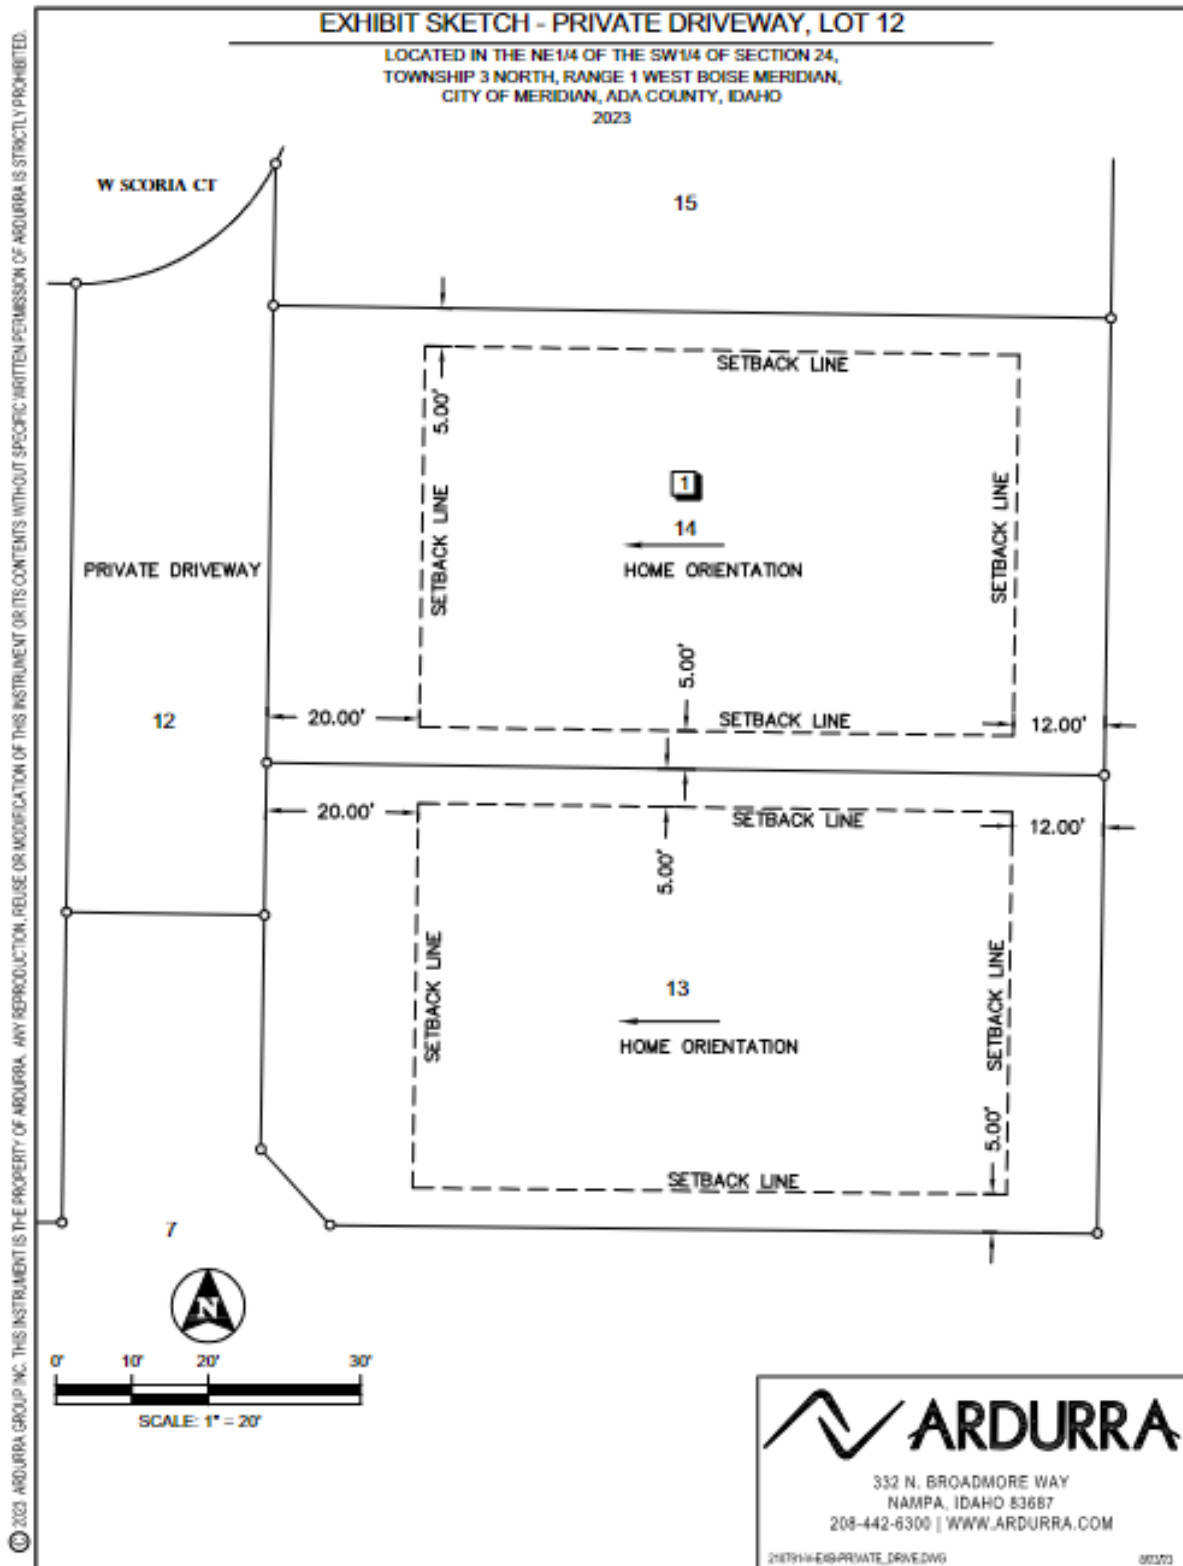 EXHIBIT SKETCH - PRIVATE DRIVEWAY, LOT 12
LOCATED IN THE NE1/4 OF THE SW1/4 OF SECTION 24,
TOWNSHIP 3 NORTH, RANGE 1 WEST BOISE MERIDIAN,
CITY OF MERIDIAN, ADA COUNTY, IDAHO
2023
W SCORIA CT
15
SETBACK LINE
5.00'
SETBACK LINE
SETBACK LINE
1
14
HOME ORIENTATION
PRIVATE DRIVEWAY
5.00'
12
20.00'
SETBACK LINE
12.00'
20.00'
SETBACK LINE
12.00'
5.00'
SETBACK LINE
SETBACK LINE
13
HOME ORIENTATION
5.00'
SETBACK LINE
7
N
0' 10' 20' 30'
SCALE: 1" = 20'
ARDURRA
332 N. BROADMORE WAY
NAMPA, IDAHO 83687
208-442-6300 | WWW.ARDURRA.COM
© 2023 ARDURRA GROUP INC. THIS INSTRUMENT IS THE PROPERTY OF ARDURRA. ANY REPRODUCTION, REUSE OR MODIFICATION OF THIS INSTRUMENT OR ITS CONTENTS WITHOUT SPECIFIC WRITTEN PERMISSION OF ARDURRA IS STRICTLY PROHIBITED.